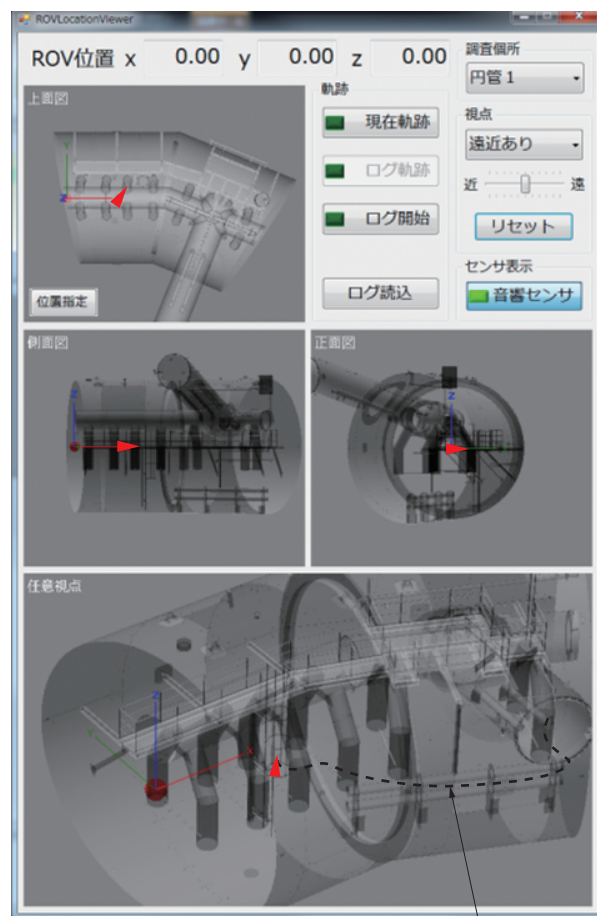 ROVLocationViewer
ROV位置 x 0.00 y 0.00 z 0.00
調査個所
円管1
軌跡
現在軌跡
ログ軌跡
ログ開始
ログ読込
視点
遠近あり
近 遠
リセット
センサ表示
音響センサ
上面図
位置指定
側面図
正面図
任意視点
Z
Y
X